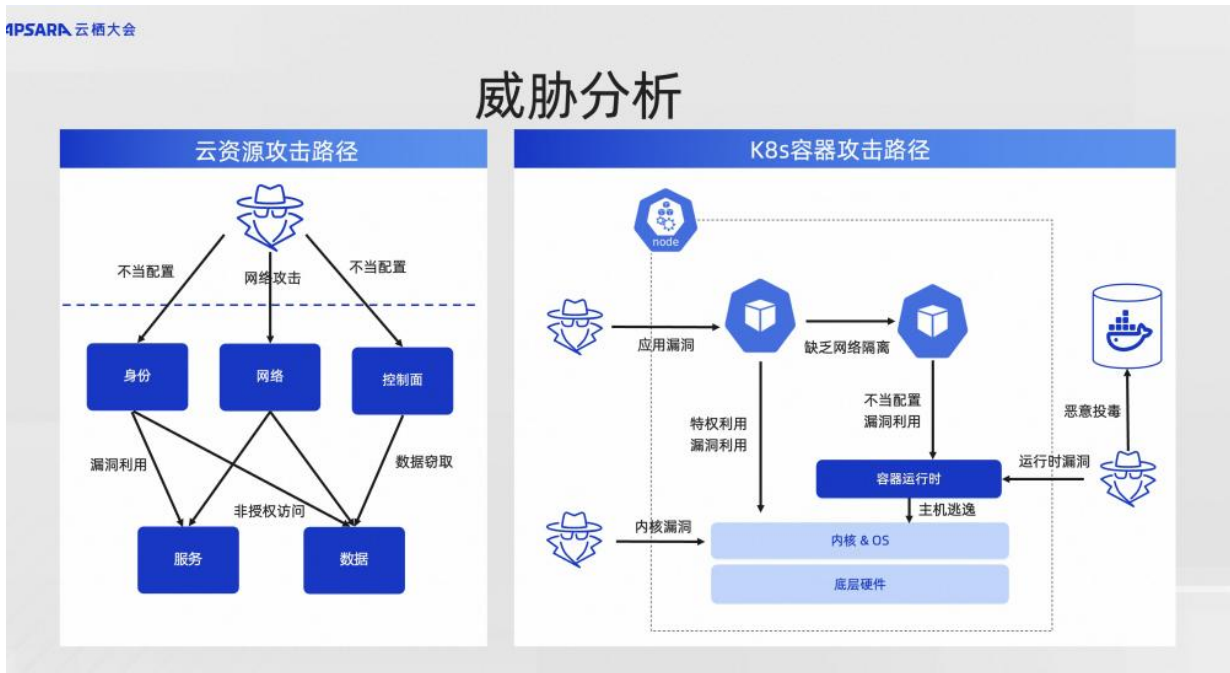 APSARA 云栖大会
威胁分析
云资源攻击路径
不当配置
网络攻击
不当配置
身份
网络
控制面
漏洞利用
数据窃取
非授权访问
服务
数据
K8s容器攻击路径
node
应用漏洞
缺乏网络隔离
特权利用
漏洞利用
不当配置
漏洞利用
恶意投毒
容器运行时
运行时漏洞
主机逃逸
内核漏洞
内核 & OS
底层硬件